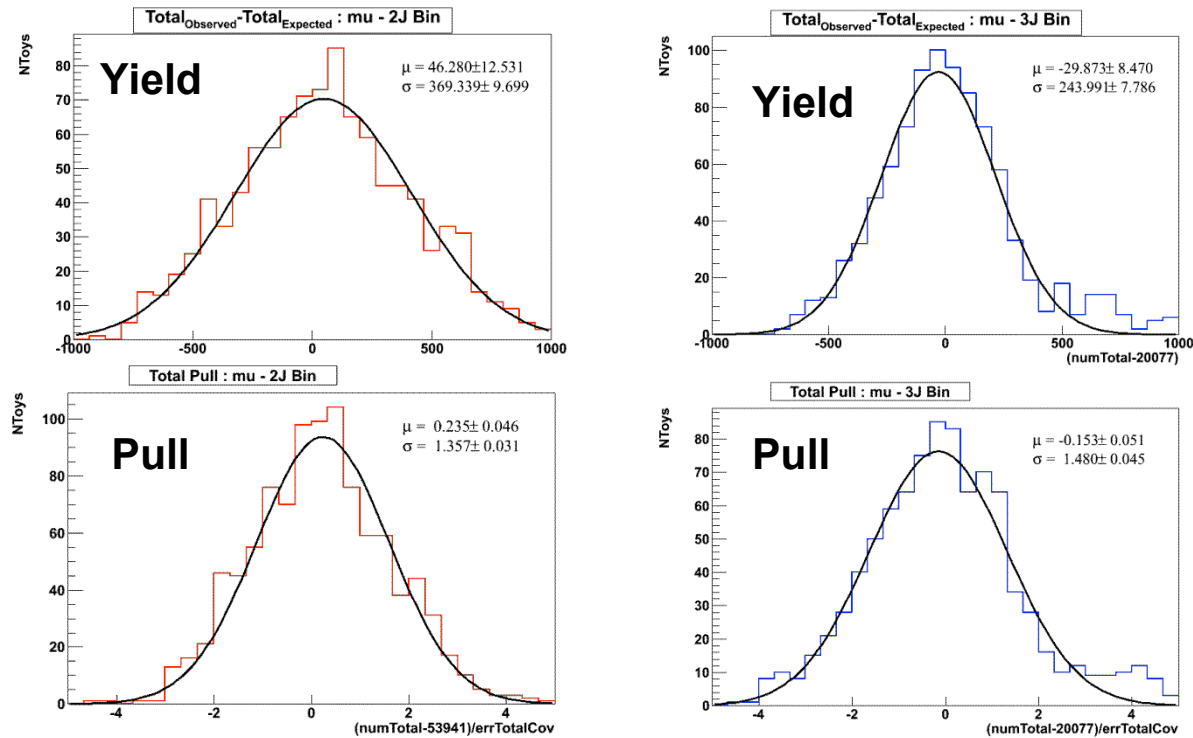 Total_Observed-Total_Expected : mu - 2J Bin
NToys
Yield
μ = 46.280±12.531
σ = 369.339± 9.699
80
70
60
50
40
30
20
10
0
-1000
-500
0
500
1000
Total_Observed-Total_Expected : mu - 3J Bin
NToys
Yield
μ = -29.873± 8.470
σ = 243.991± 7.786
100
80
60
40
20
0
-1000
-500
0
500
1000
(numTotal-20077)
Total Pull : mu - 2J Bin
NToys
Pull
μ = 0.235± 0.046
σ = 1.357± 0.031
100
80
60
40
20
0
-4
-2
0
2
4
(numTotal-53941)/errTotalCov
Total Pull : mu - 3J Bin
NToys
Pull
μ = -0.153± 0.051
σ = 1.480± 0.045
80
70
60
50
40
30
20
10
0
-4
-2
0
2
4
(numTotal-20077)/errTotalCov